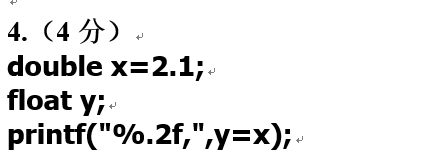 4.（4 分）
double x=2.1;
float y;
printf("%.2f,",y=x);